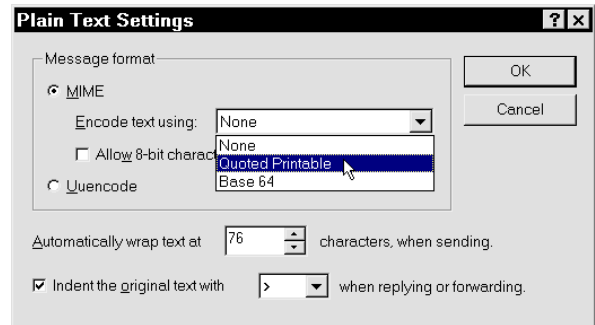 Plain Text Settings
Message format
MIME
OK
Encode text using: None
Cancel
None
Allow 8-bit charact
Quoted Printable
Base 64
Uuencode
Automatically wrap text at 76 characters, when sending.
Indent the original text with > when replying or forwarding.